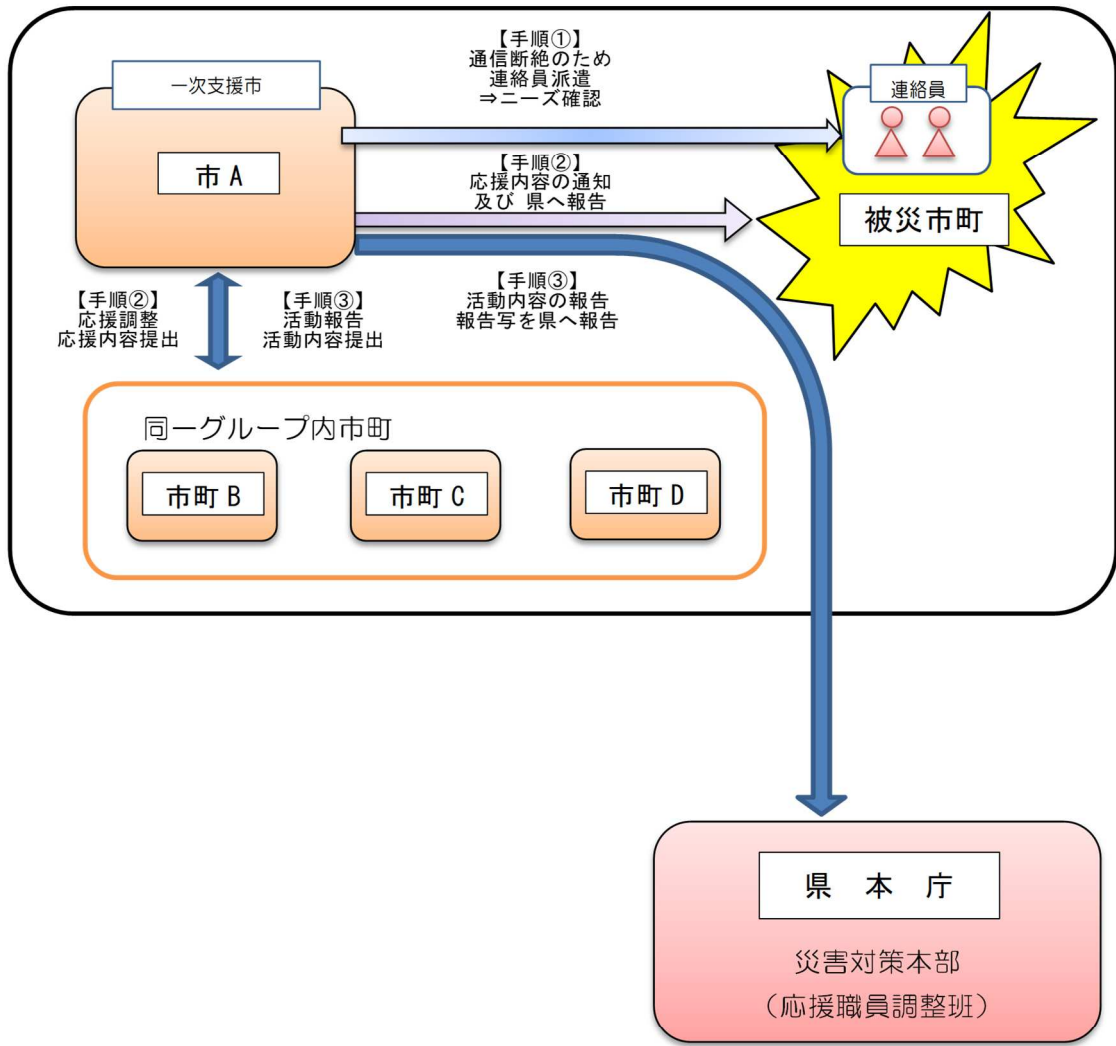 【手順①】
通信断絶のため
連絡員派遣
⇒ニーズ確認
一次支援市
市A
連絡員
【手順②】
応援内容の通知
及び 県へ報告
被災市町
【手順②】
応援調整
応援内容提出
【手順③】
活動報告
活動内容提出
【手順③】
活動内容の報告
報告写を県へ報告
同一グループ内市町
市町B
市町C
市町D
県 本 庁
災害対策本部
(応援職員調整班)